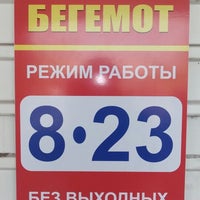 БЕГЕМОТ
РЕЖИМ РАБОТЫ
8•23
БЕЗ ВЫХОДНЫХ